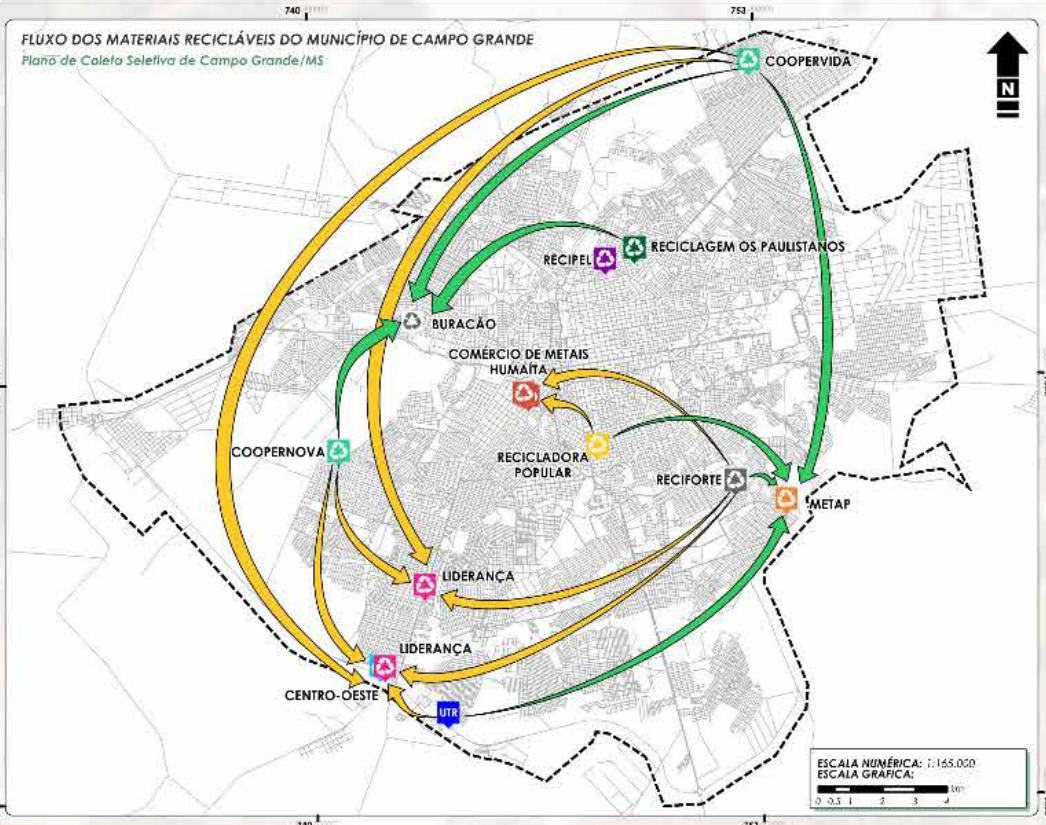 740
753
FLUXO DOS MATERIAIS RECICLÁVEIS DO MUNICÍPIO DE CAMPO GRANDE
Plano de Coleta Seletiva de Campo Grande/MS
COOPERVIDA
N
RECICLAGEM OS PAULISTANOS
RECIPEL
BURACÃO
COMÉRCIO DE METAIS
HUMAÍTA
COOPERNOVA
RECICLADORA
POPULAR
RECIFORTE
METAP
LIDERANÇA
LIDERANÇA
CENTRO-OESTE
UTR
ESCALA NUMÉRICA: 1:165.000
ESCALA GRÁFICA:
km
0 0,5 1 2 3 4